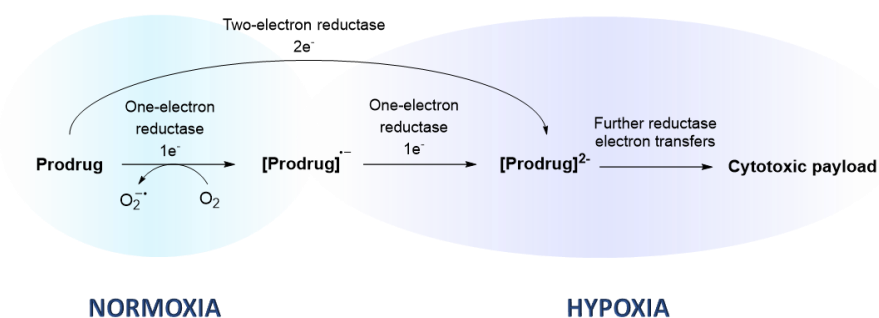 Two-electron reductase
2e⁻
One-electron
reductase
1e⁻
One-electron
reductase
1e⁻
Further reductase
electron transfers
Prodrug
[Prodrug]·⁻
[Prodrug]²⁻
Cytotoxic payload
O₂⁻·
O₂
NORMOXIA
HYPOXIA